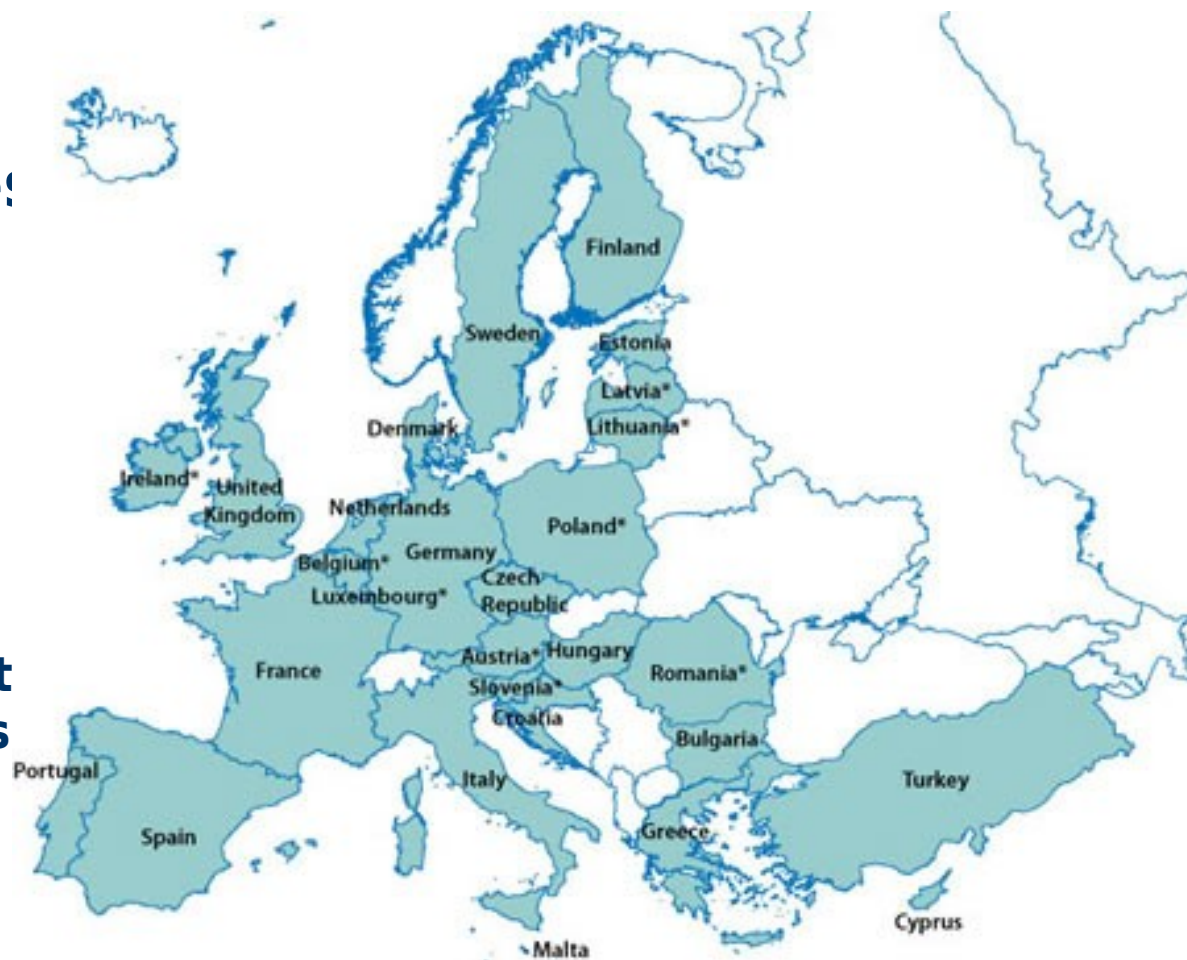 Finland
Sweden
Estonia
Latvia*
Denmark
Lithuania*
Ireland*
United
Kingdom
Netherlands
Poland*
Germany
Belgium*
Czech
Republic
Luxembourg*
Austria*
Hungary
France
Romania*
Slovenia*
Croatia
Bulgaria
Portugal
Italy
Turkey
Spain
Greece
Cyprus
Malta